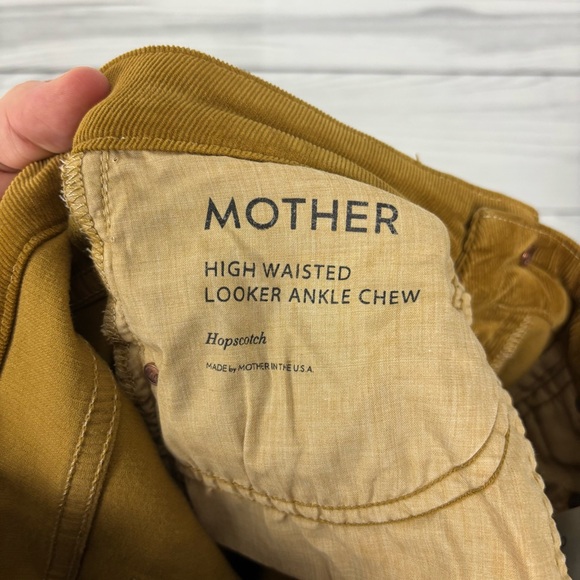 MOTHER
HIGH WAISTED
LOOKER ANKLE CHEW
Hopscotch
MADE by MOTHER IN THE U.S.A.